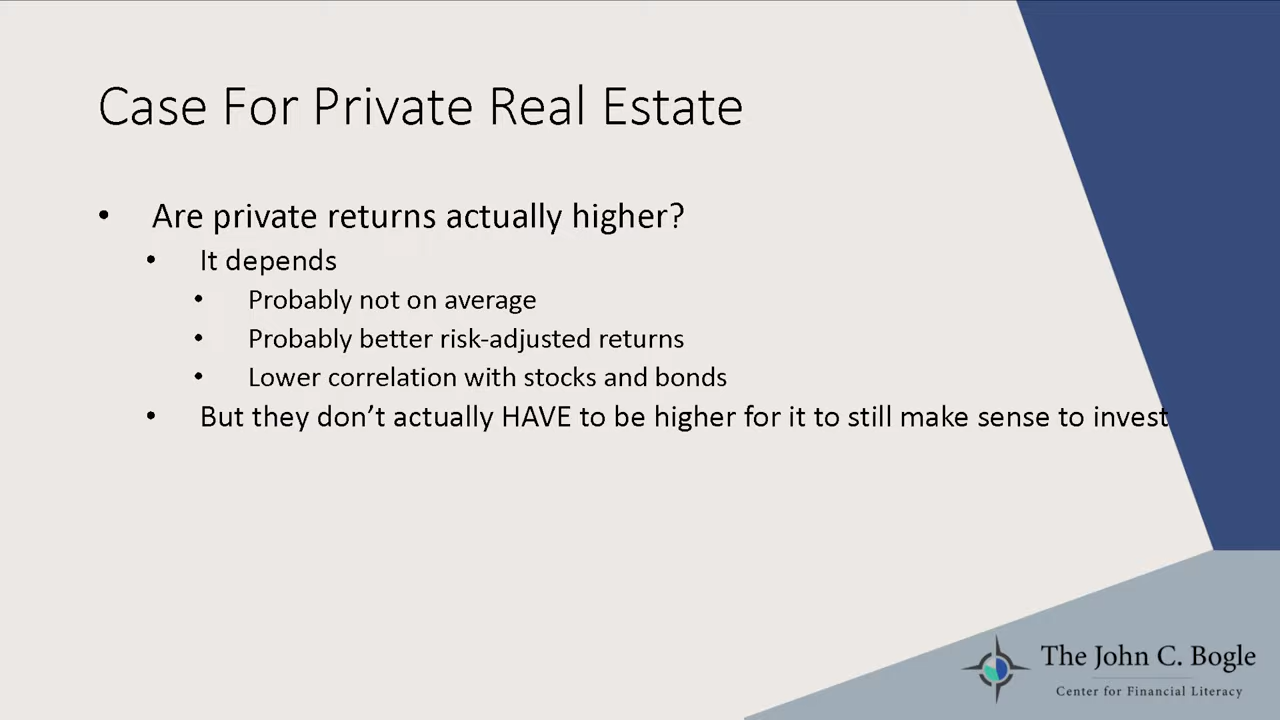 Case For Private Real Estate
• Are private returns actually higher?
• It depends
• Probably not on average
• Probably better risk-adjusted returns
• Lower correlation with stocks and bonds
• But they don’t actually HAVE to be higher for it to still make sense to invest
The John C. Bogle
Center for Financial Literacy